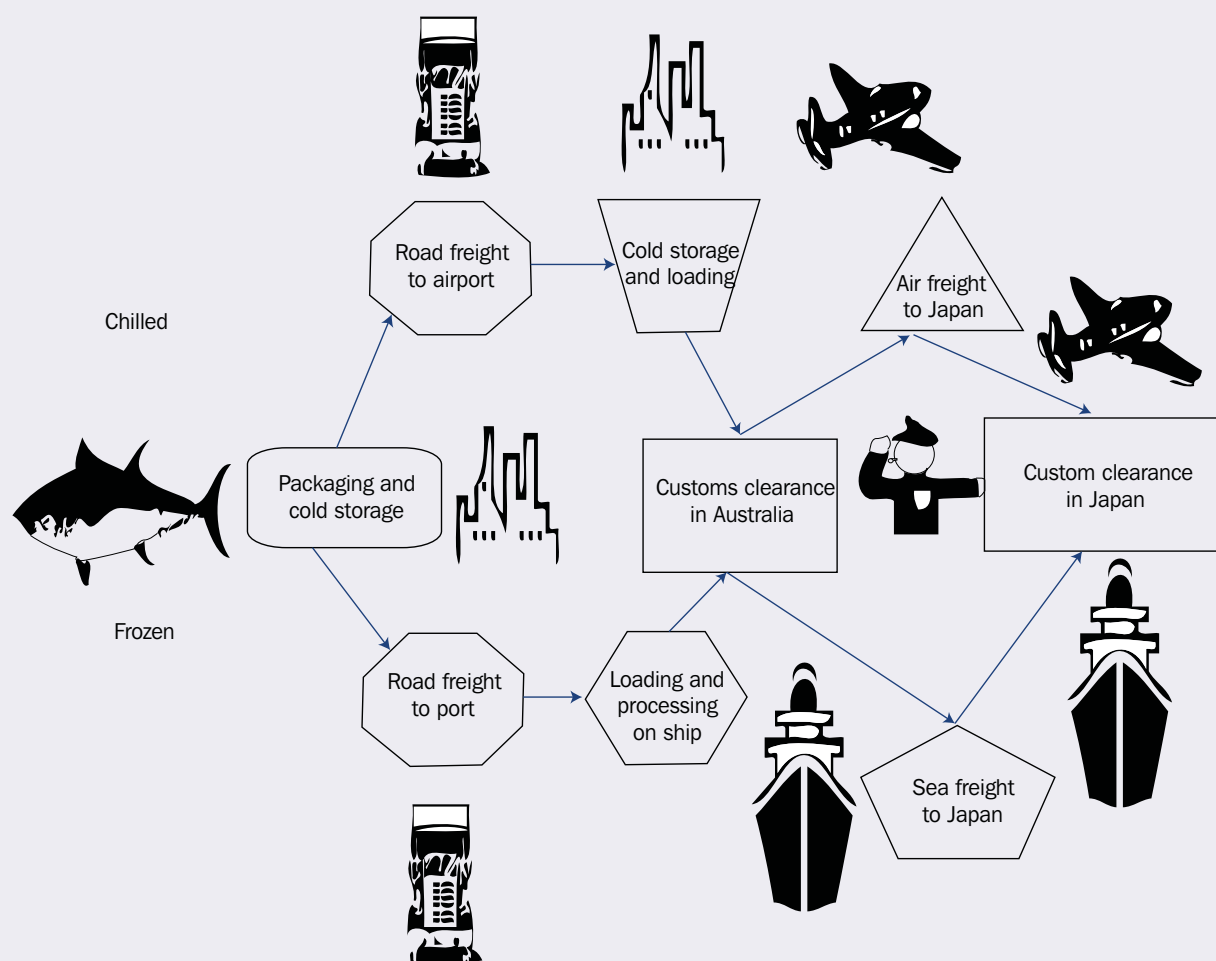 Road freight
to airport
Cold storage
and loading
Air freight
to Japan
Chilled
Packaging and
cold storage
Customs clearance
in Australia
Custom clearance
in Japan
Frozen
Road freight
to port
Loading and
processing
on ship
Sea freight
to Japan